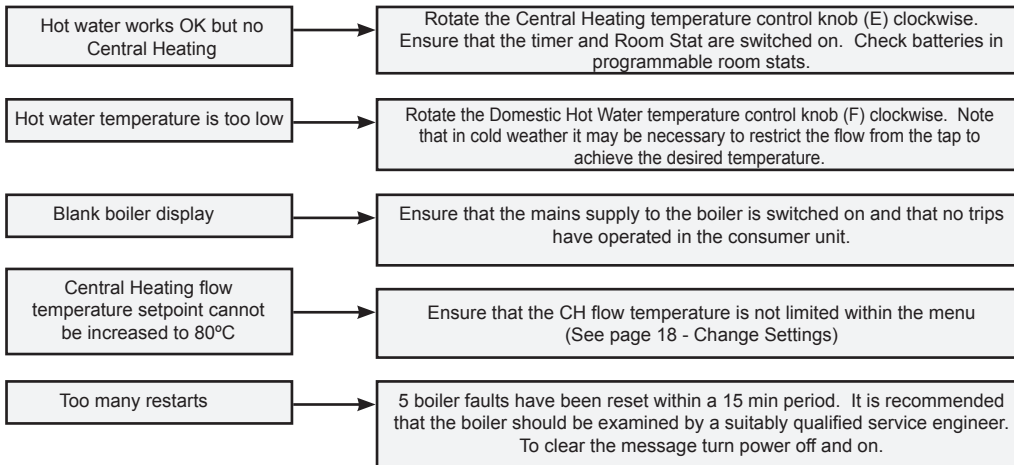 Hot water works OK but no
Central Heating
Rotate the Central Heating temperature control knob (E) clockwise.
Ensure that the timer and Room Stat are switched on.  Check batteries in
programmable room stats.
Hot water temperature is too low
Rotate the Domestic Hot Water temperature control knob (F) clockwise.  Note
that in cold weather it may be necessary to restrict the flow from the tap to
achieve the desired temperature.
Blank boiler display
Ensure that the mains supply to the boiler is switched on and that no trips
have operated in the consumer unit.
Central Heating flow
temperature setpoint cannot
be increased to 80ºC
Ensure that the CH flow temperature is not limited within the menu
(See page 18 - Change Settings)
Too many restarts
5 boiler faults have been reset within a 15 min period.  It is recommended
that the boiler should be examined by a suitably qualified service engineer.
To clear the message turn power off and on.